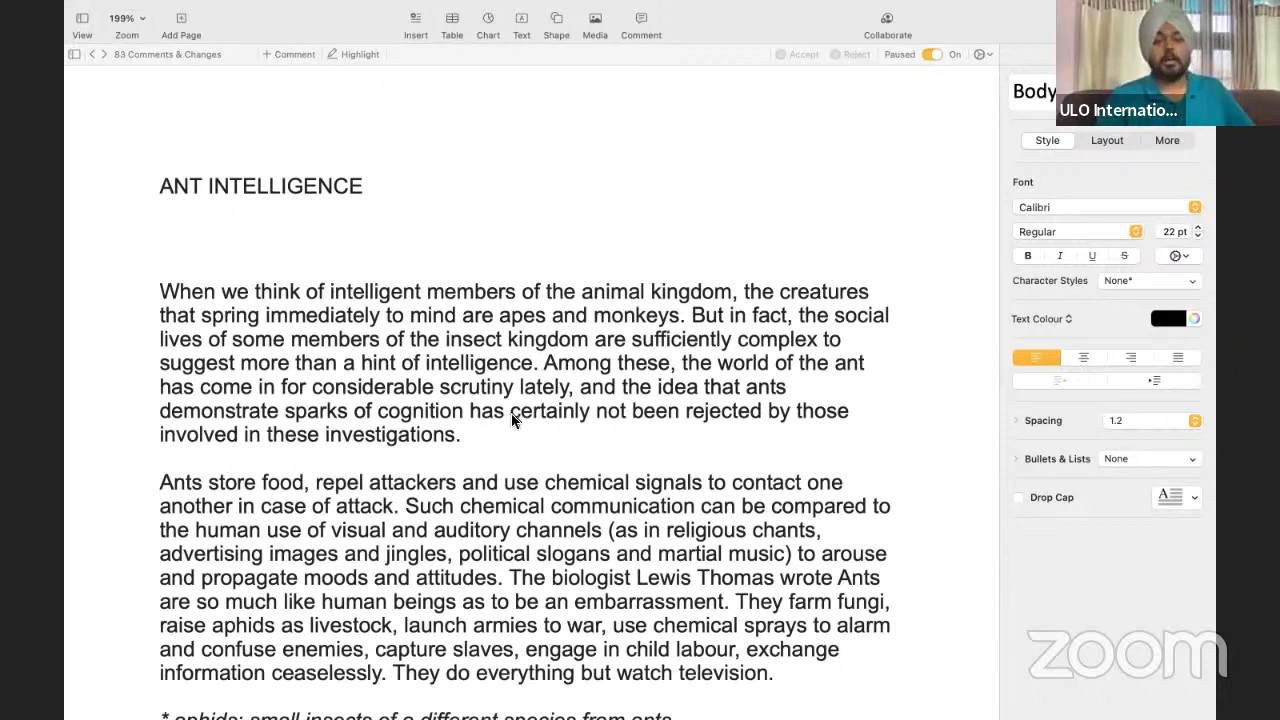 199%
View
Zoom
Add Page
Insert
Table
Chart
Text
Shape
Media
Comment
Collaborate
83 Comments & Changes
+ Comment
Highlight
Accept
Reject
Paused
On
ULO Internatio...
Body
Style
Layout
More
Font
Calibri
Regular
22 pt
B I U S
Character Styles
None*
Text Colour
Spacing
1.2
Bullets & Lists
None
Drop Cap
A
ANT INTELLIGENCE
When we think of intelligent members of the animal kingdom, the creatures
that spring immediately to mind are apes and monkeys. But in fact, the social
lives of some members of the insect kingdom are sufficiently complex to
suggest more than a hint of intelligence. Among these, the world of the ant
has come in for considerable scrutiny lately, and the idea that ants
demonstrate sparks of cognition has certainly not been rejected by those
involved in these investigations.
Ants store food, repel attackers and use chemical signals to contact one
another in case of attack. Such chemical communication can be compared to
the human use of visual and auditory channels (as in religious chants,
advertising images and jingles, political slogans and martial music) to arouse
and propagate moods and attitudes. The biologist Lewis Thomas wrote Ants
are so much like human beings as to be an embarrassment. They farm fungi,
raise aphids as livestock, launch armies to war, use chemical sprays to alarm
and confuse enemies, capture slaves, engage in child labour, exchange
information ceaselessly. They do everything but watch television.
* aphids: small insects of a different species from ants
zoom